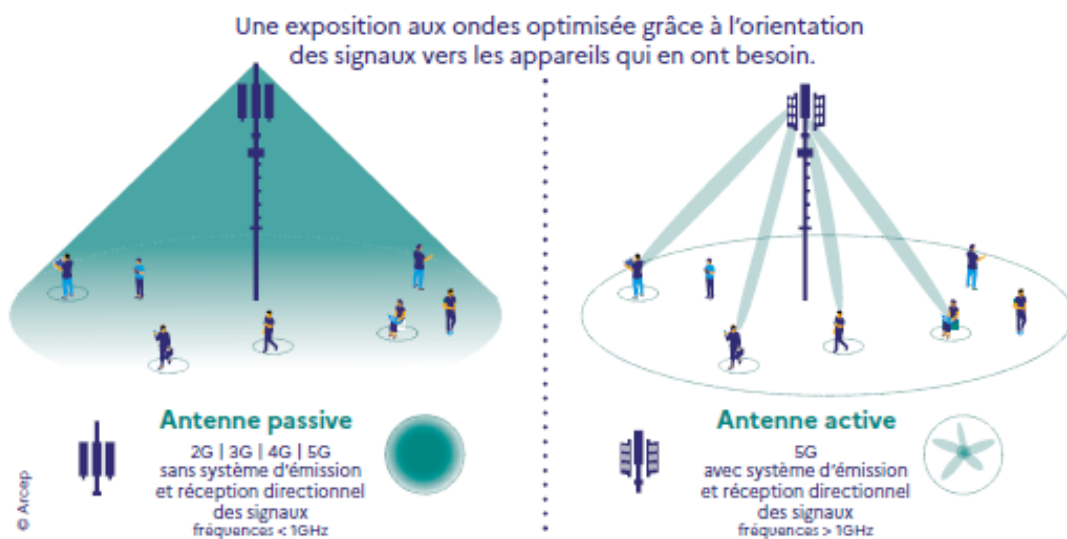 Une exposition aux ondes optimisée grâce à l'orientation
des signaux vers les appareils qui en ont besoin.
Antenne passive
2G | 3G | 4G | 5G
sans système d'émission
et réception directionnel
des signaux
fréquences < 1GHz
Antenne active
5G
avec système d'émission
et réception directionnel
des signaux
fréquences > 1GHz
© Arcep